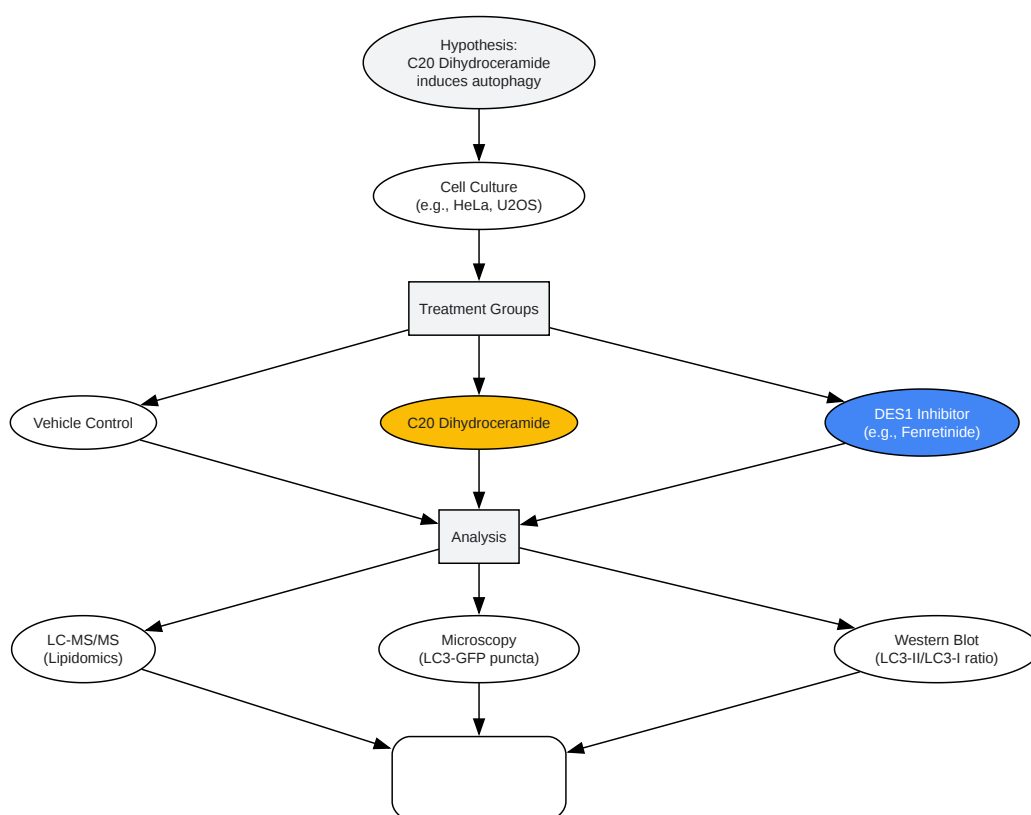 Hypothesis:
C20 Dihydroceramide
induces autophagy
Cell Culture
(e.g., HeLa, U2OS)
Treatment Groups
Vehicle Control
C20 Dihydroceramide
DES1 Inhibitor
(e.g., Fenretinide)
Analysis
LC-MS/MS
(Lipidomics)
Microscopy
(LC3-GFP puncta)
Western Blot
(LC3-II/LC3-I ratio)